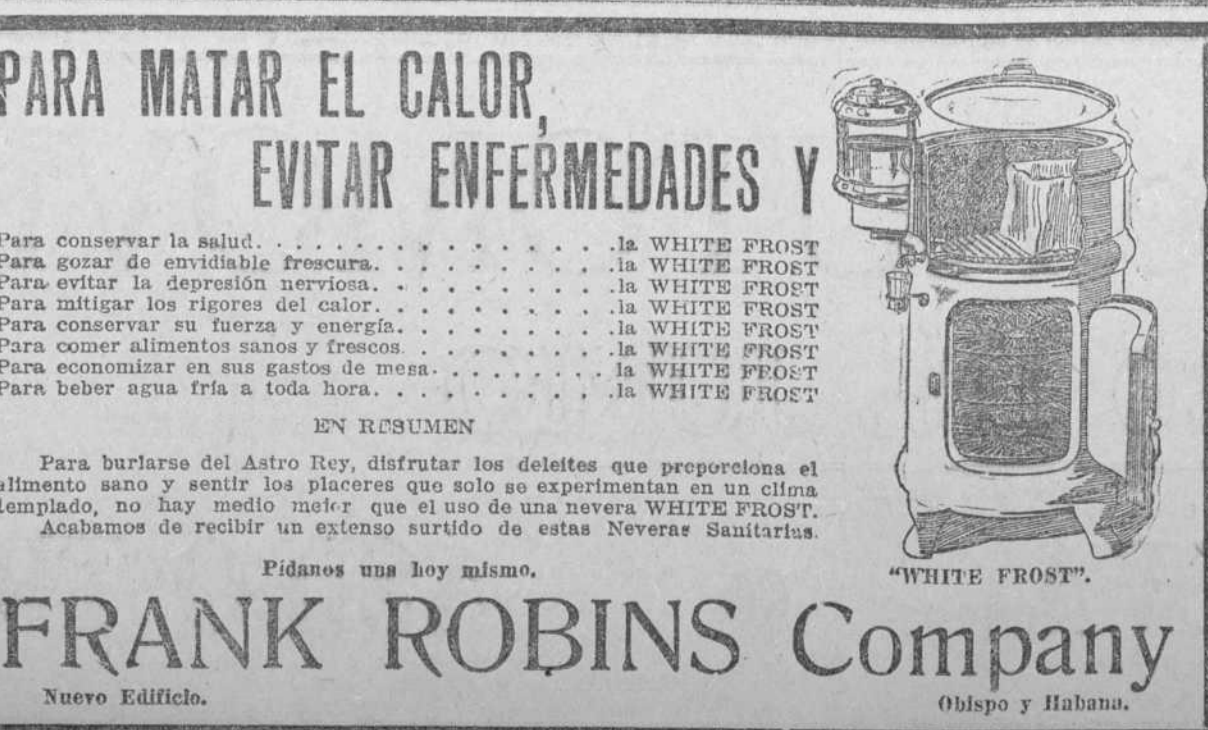 PARA MATAR EL CALOR,
EVITAR ENFERMEDADES Y
Para conservar la salud. . . . . . . . . . . . . . . . .la WHITE FROST
Para gozar de envidiable frescura. . . . . . . . . . .la WHITE FROST
Para evitar la depresión nerviosa. . . . . . . . . . .la WHITE FROST
Para mitigar los rigores del calor. . . . . . . . . . .la WHITE FROST
Para conservar su fuerza y energía. . . . . . . . . .la WHITE FROST
Para comer alimentos sanos y frescos. . . . . . . . . .la WHITE FROST
Para economizar en sus gastos de mesa. . . . . . . . .la WHITE FROST
Para beber agua fría a toda hora. . . . . . . . . . .la WHITE FROST
EN RESUMEN
Para burlarse del Astro Rey, disfrutar los deleites que proporciona el
alimento sano y sentir los placeres que solo se experimentan en un clima
templado, no hay medio mejor que el uso de una nevera WHITE FROST.
Acabamos de recibir un extenso surtido de estas Neveras Sanitarias.
Pídanos una hoy mismo.
"WHITE FROST".
FRANK ROBINS Company
Nuevo Edificio.
Obispo y Habana.